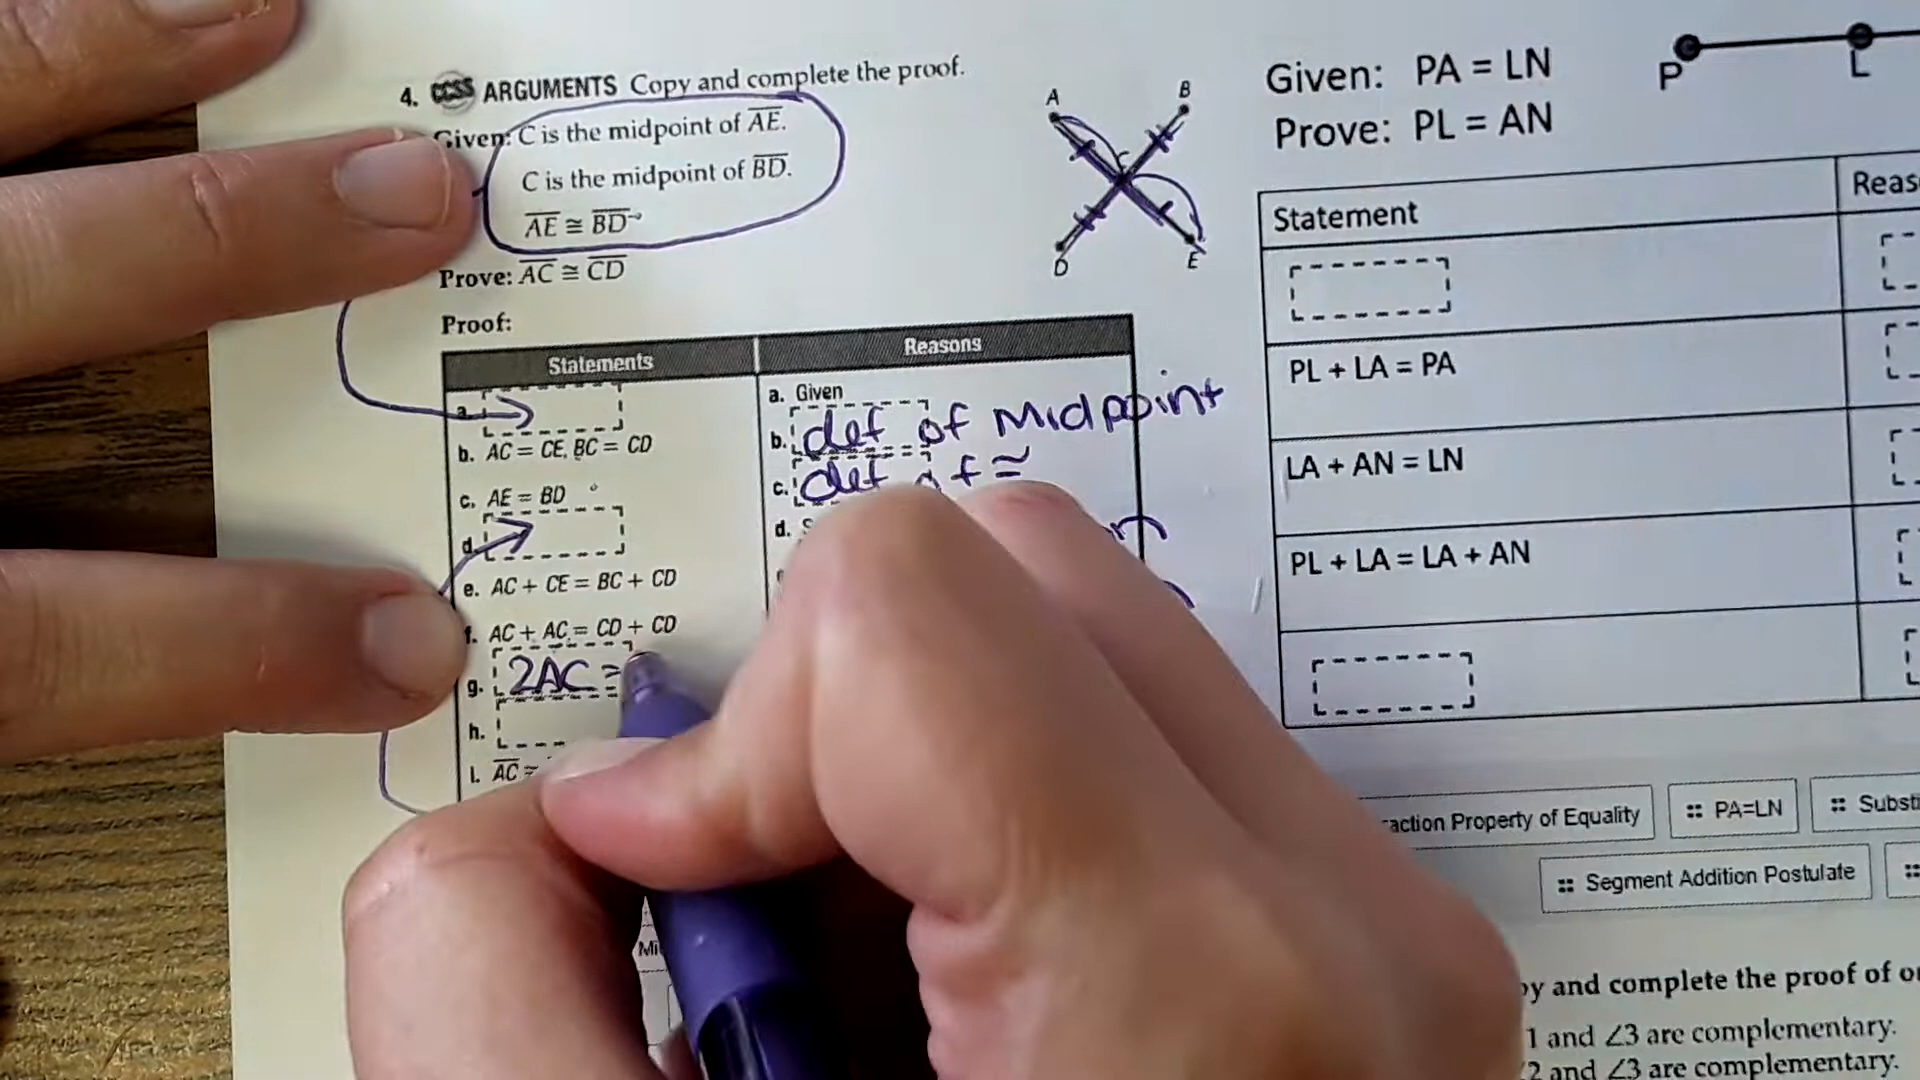 4. CCSS ARGUMENTS Copy and complete the proof.
Given: C is the midpoint of AE.
C is the midpoint of BD.
AE ≅ BD
Prove: AC ≅ CD
Proof:
A
B
C
D
E
Statements
Reasons
a.
a. Given
b. AC = CE, BC = CD
b. def of Midpoint
c. AE = BD
c. def of ≅
d.
d.
e. AC + CE = BC + CD
f. AC + AC = CD + CD
g. 2AC =
h.
i. AC ≅
Given: PA = LN
Prove: PL = AN
P
L
Statement
PL + LA = PA
LA + AN = LN
PL + LA = LA + AN
Property of Equality
PA=LN
Segment Addition Postulate
and complete the proof of
1 and ∠3 are complementary.
2 and ∠3 are complementary.